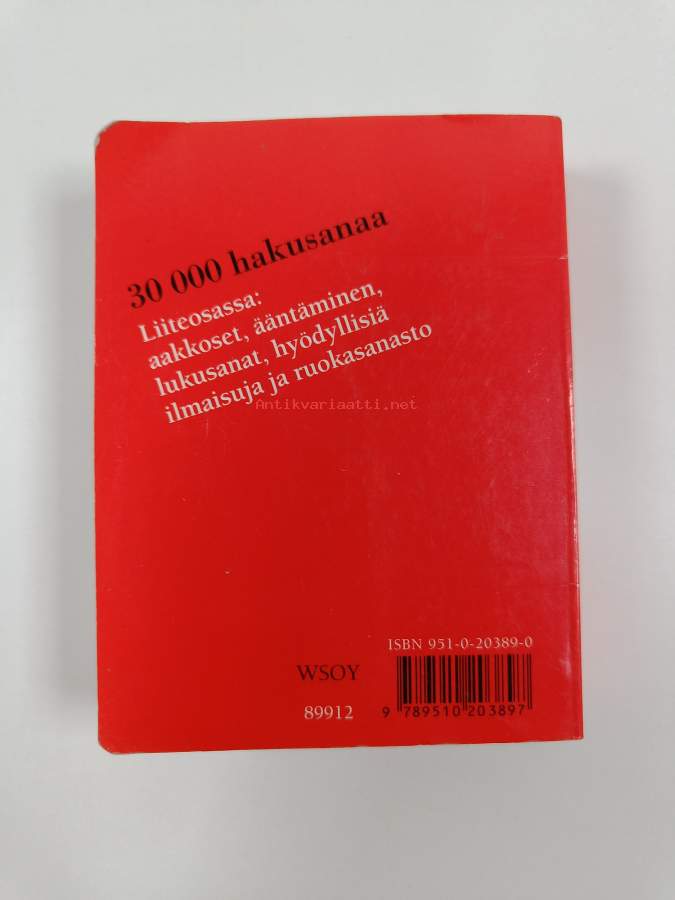 30 000 hakusanaa
Liiteosassa:
aakkoset, ääntäminen,
lukusanat, hyödyllisiä
ilmaisuja ja ruokasanasto
Antikvariaatti.net
ISBN 951-0-20389-0
WSOY
89912
9 789510 203897